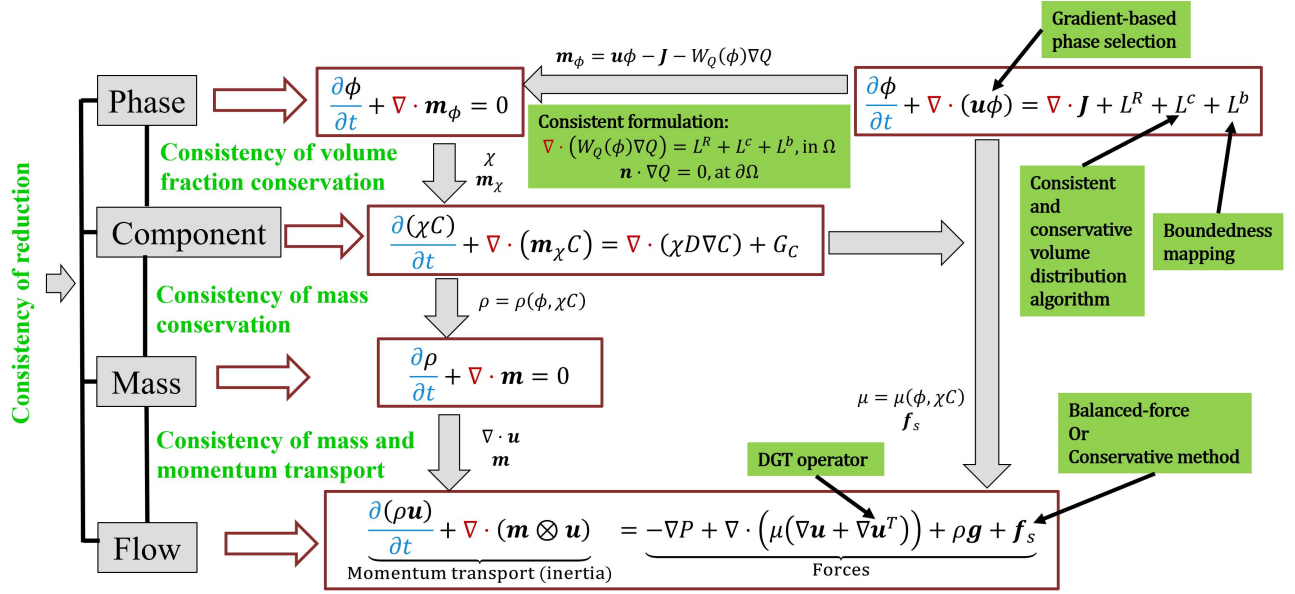 Consistency of reduction
Phase
Component
Mass
Flow
Consistency of volume
fraction conservation
Consistency of mass
conservation
Consistency of mass and
momentum transport
∂ϕ/∂t + ∇ · 𝒎_ϕ = 0
𝒎_ϕ = 𝒖ϕ − 𝑱 − W_Q(ϕ)∇Q
∂ϕ/∂t + ∇ · (𝒖ϕ) = ∇ · 𝑱 + L^R + L^c + L^b
Gradient-based
phase selection
Consistent formulation:
∇ · (W_Q(ϕ)∇Q) = L^R + L^c + L^b, in Ω
𝒏 · ∇Q = 0, at ∂Ω
χ
𝒎_χ
Consistent
and
conservative
volume
distribution
algorithm
Boundedness
mapping
∂(χC)/∂t + ∇ · (𝒎_χC) = ∇ · (χD∇C) + G_C
ρ = ρ(ϕ, χC)
∂ρ/∂t + ∇ · 𝒎 = 0
∇ · 𝒖
𝒎
μ = μ(ϕ, χC)
𝒇_s
DGT operator
Balanced-force
Or
Conservative method
∂(ρ𝒖)/∂t + ∇ · (𝒎 ⊗ 𝒖) = −∇P + ∇ · (μ(∇𝒖 + ∇𝒖^T)) + ρ𝒈 + 𝒇_s
Momentum transport (inertia)
Forces